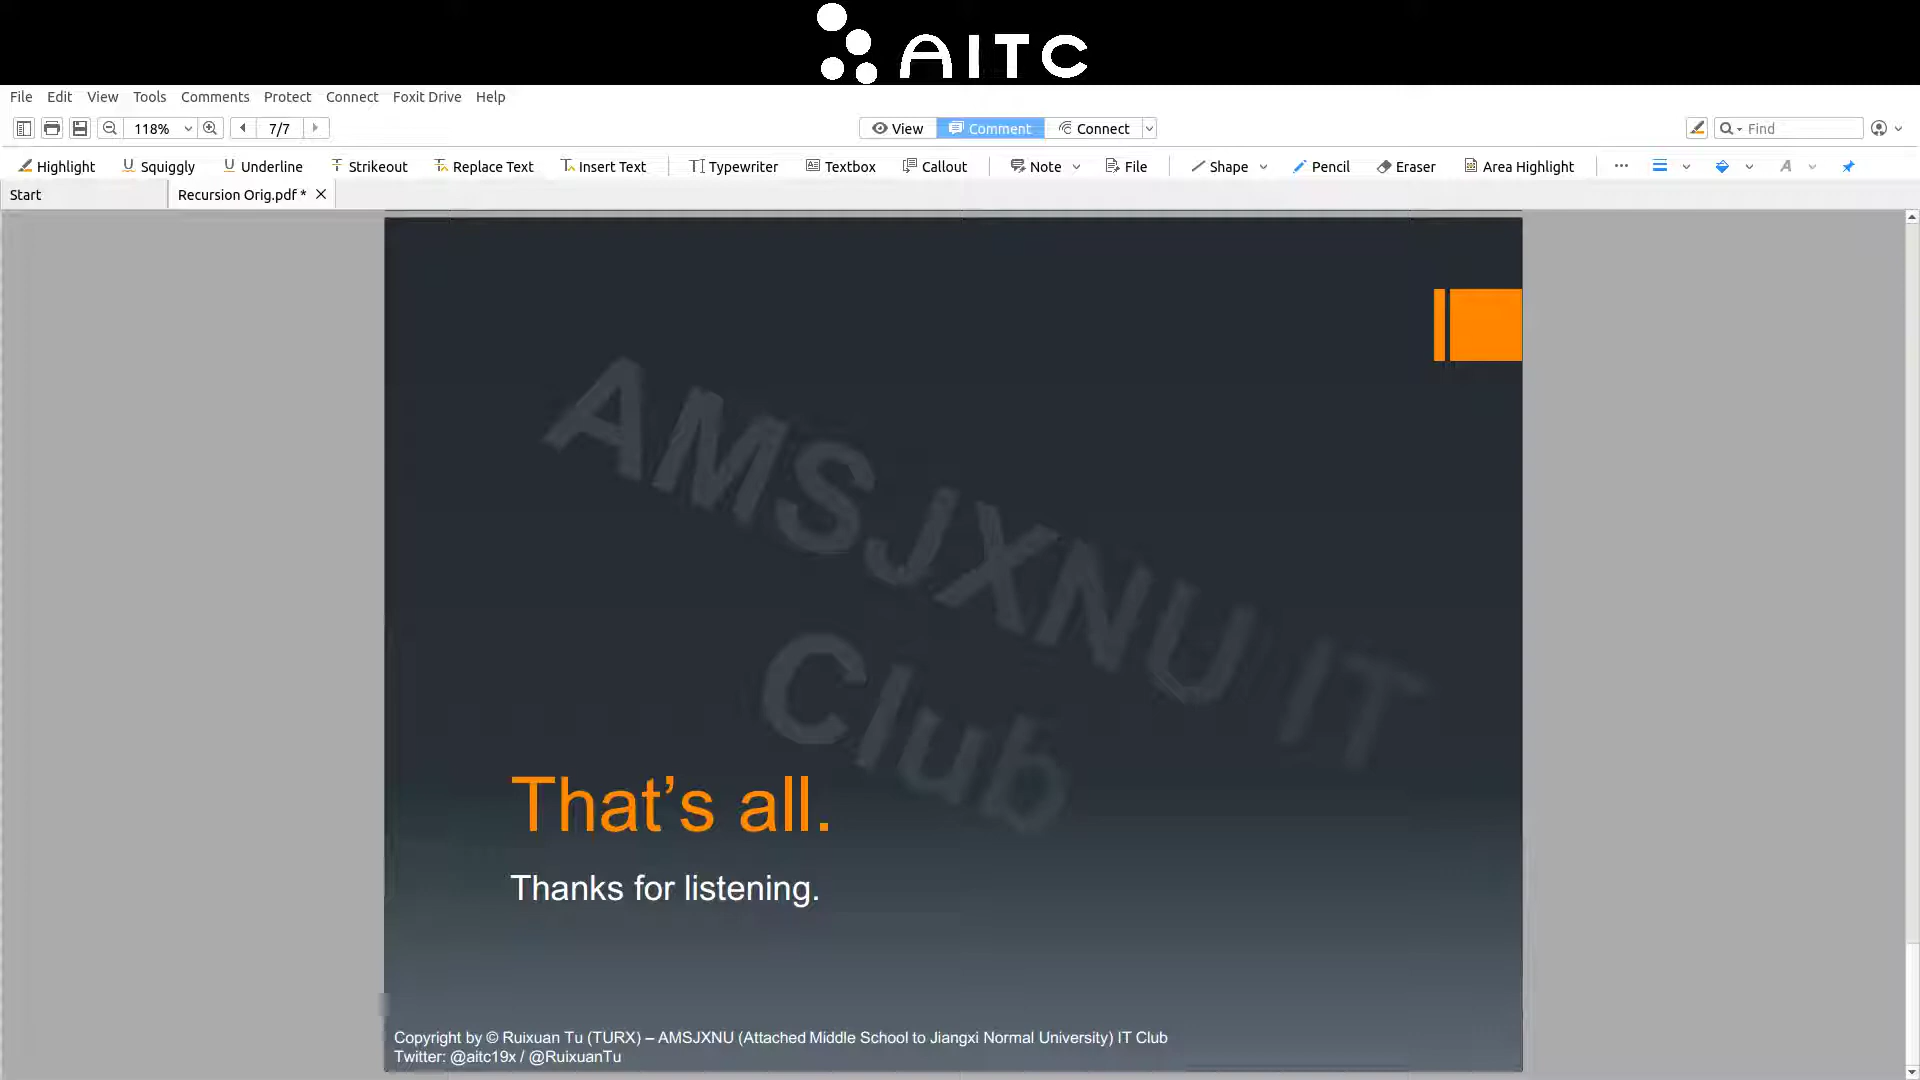 AITC
File Edit View Tools Comments Protect Connect Foxit Drive Help
118% 7/7 View Comment Connect Find
Highlight Squiggly Underline Strikeout Replace Text Insert Text Typewriter Textbox Callout Note File Shape Pencil Eraser Area Highlight ... A
Start Recursion Orig.pdf *
AMSJXNU IT
Club
That’s all.
Thanks for listening.
Copyright by © Ruixuan Tu (TURX) – AMSJXNU (Attached Middle School to Jiangxi Normal University) IT Club
Twitter: @aitc19x / @RuixuanTu